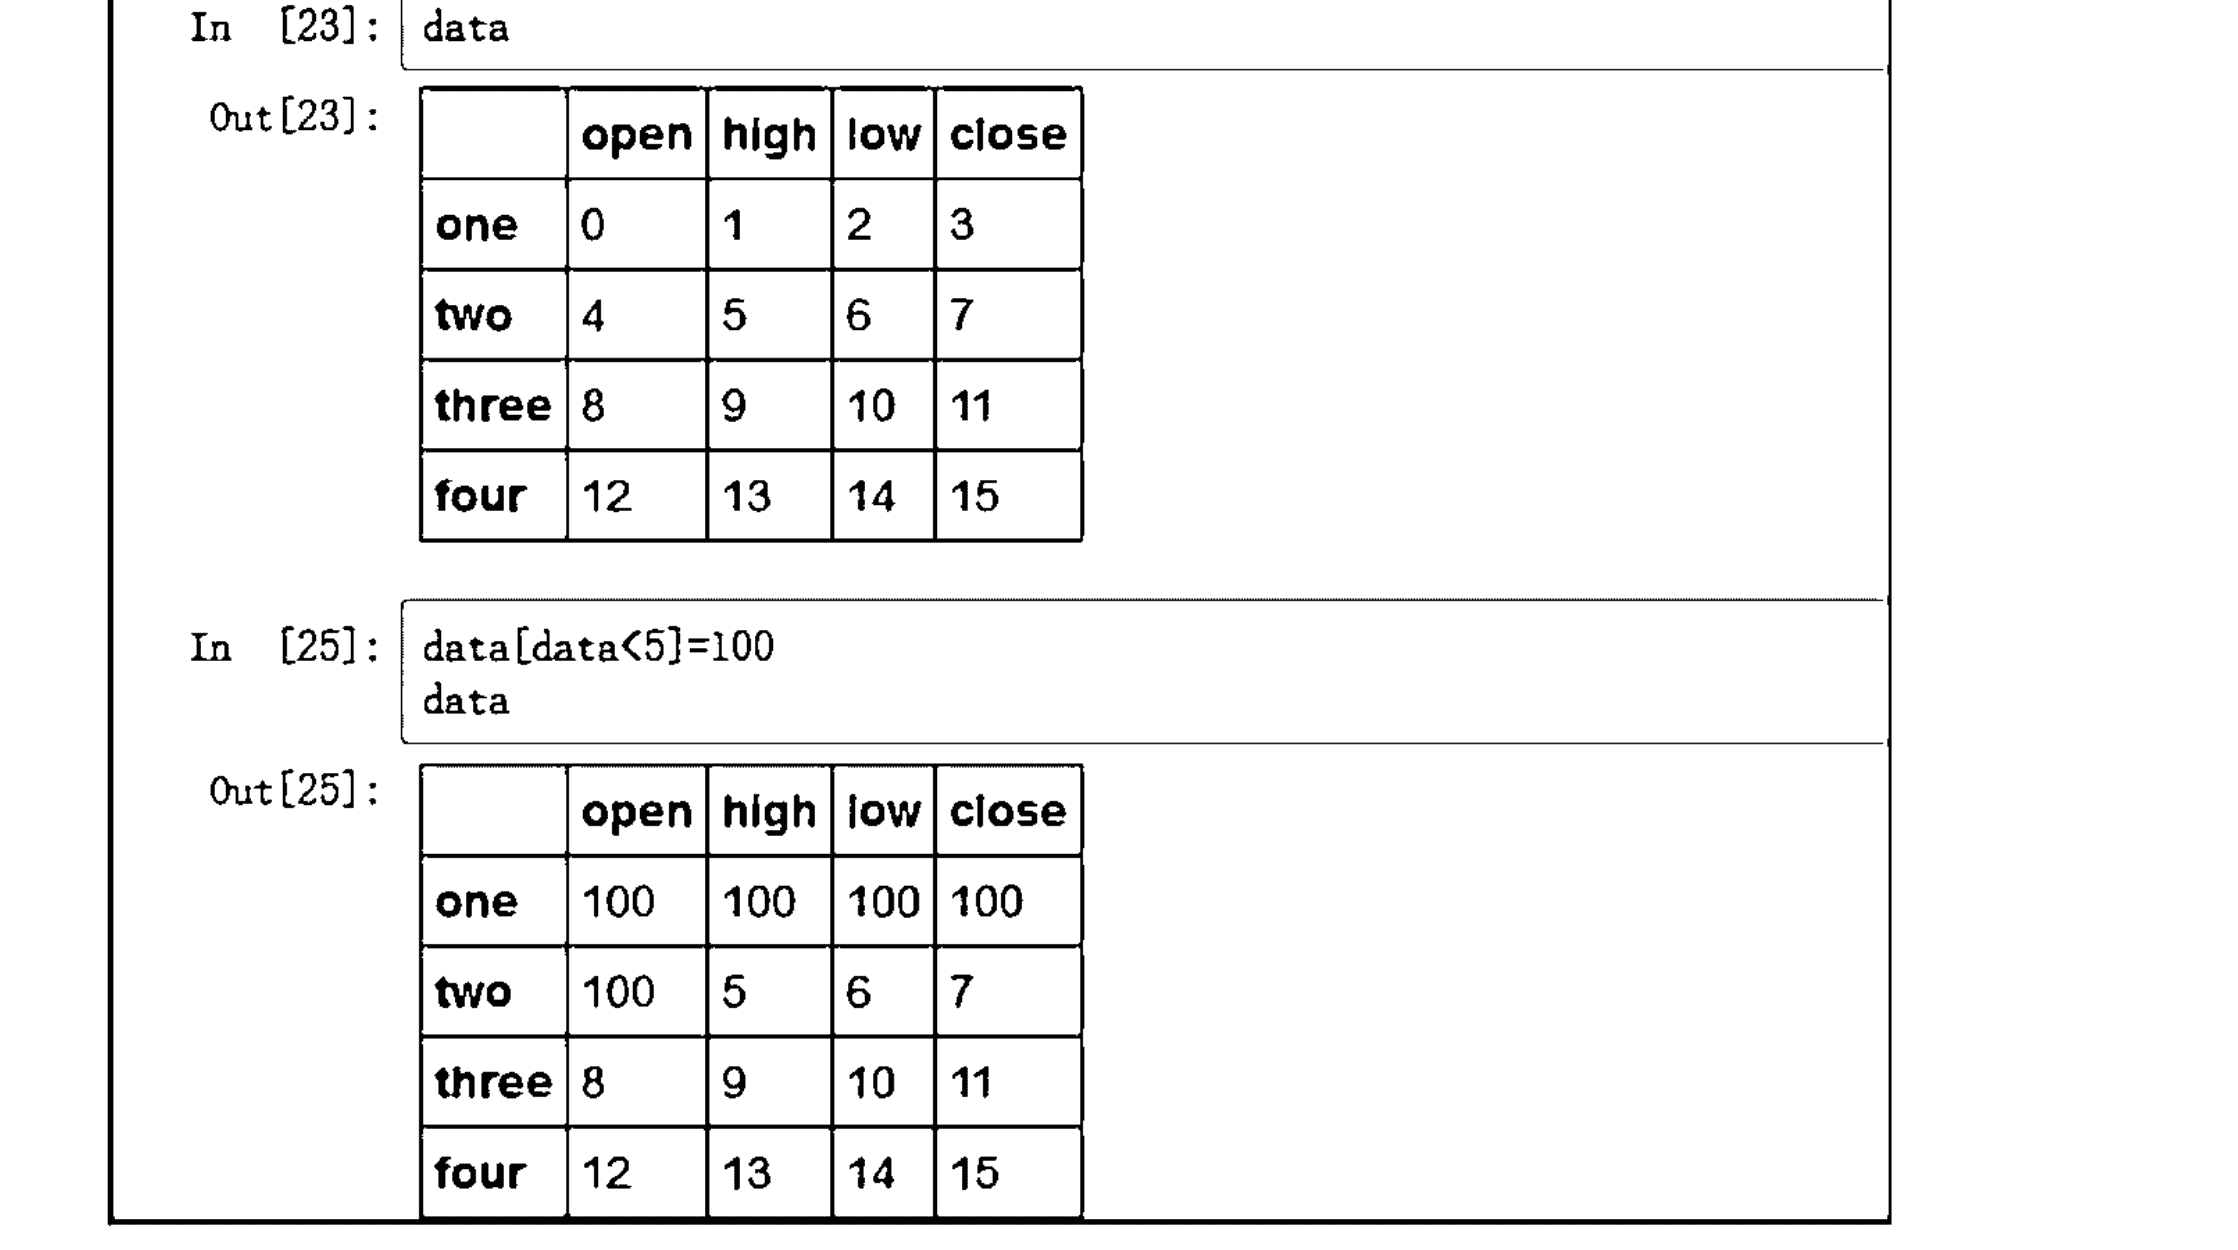 In [23]: data
Out[23]:
open high low close
one 0 1 2 3
two 4 5 6 7
three 8 9 10 11
four 12 13 14 15
In [25]: data[data<5]=100
data
Out[25]:
open high low close
one 100 100 100 100
two 100 5 6 7
three 8 9 10 11
four 12 13 14 15